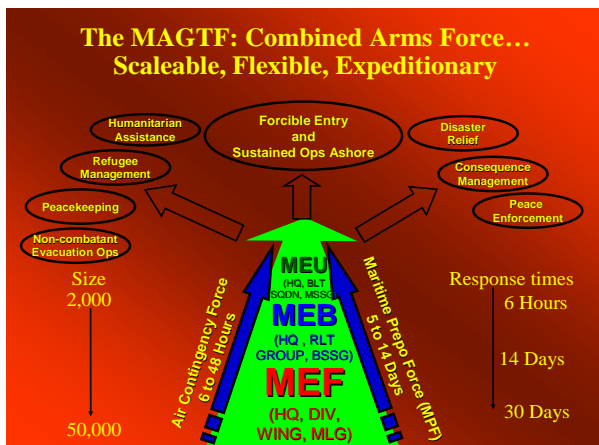 The MAGTF: Combined Arms Force…
Scaleable, Flexible, Expeditionary
Humanitarian
Assistance
Refugee
Management
Peacekeeping
Non-combatant
Evacuation Ops
Forcible Entry
and
Sustained Ops Ashore
Disaster
Relief
Consequence
Management
Peace
Enforcement
Size
2,000
50,000
Air Contingency Force
6 to 48 Hours
MEU
(HQ, BLT
SQDN, MSSG)
MEB
(HQ , RLT
GROUP, BSSG)
MEF
(HQ, DIV,
WING, MLG)
Maritime Prepo Force (MPF)
5 to 14 Days
Response times
6 Hours
14 Days
30 Days